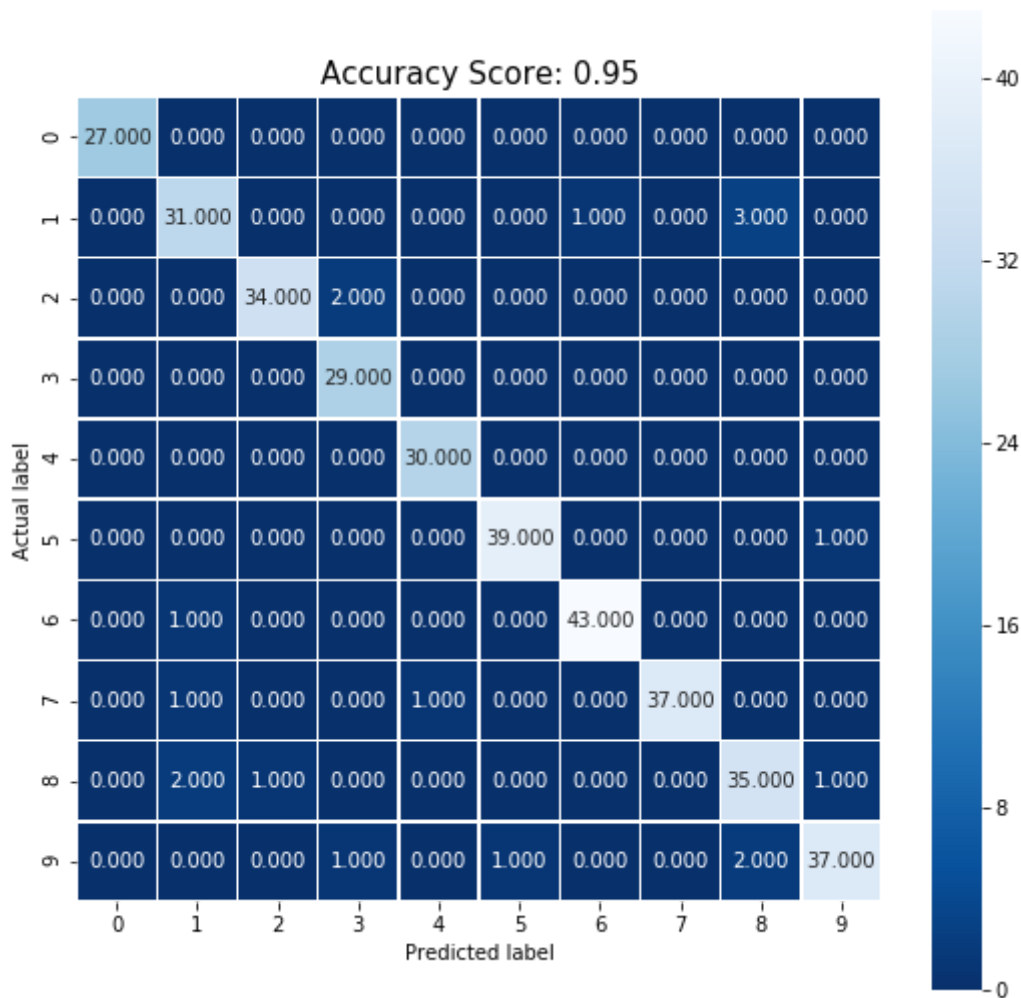 Accuracy Score: 0.95
0 27.000 0.000 0.000 0.000 0.000 0.000 0.000 0.000 0.000 0.000
1 0.000 31.000 0.000 0.000 0.000 0.000 1.000 0.000 3.000 0.000
2 0.000 0.000 34.000 2.000 0.000 0.000 0.000 0.000 0.000 0.000
3 0.000 0.000 0.000 29.000 0.000 0.000 0.000 0.000 0.000 0.000
4 0.000 0.000 0.000 0.000 30.000 0.000 0.000 0.000 0.000 0.000
5 0.000 0.000 0.000 0.000 0.000 39.000 0.000 0.000 0.000 1.000
6 0.000 1.000 0.000 0.000 0.000 0.000 43.000 0.000 0.000 0.000
7 0.000 1.000 0.000 0.000 1.000 0.000 0.000 37.000 0.000 0.000
8 0.000 2.000 1.000 0.000 0.000 0.000 0.000 0.000 35.000 1.000
9 0.000 0.000 0.000 1.000 0.000 1.000 0.000 0.000 2.000 37.000
0 1 2 3 4 5 6 7 8 9
Predicted label
Actual label
40
32
24
16
8
0